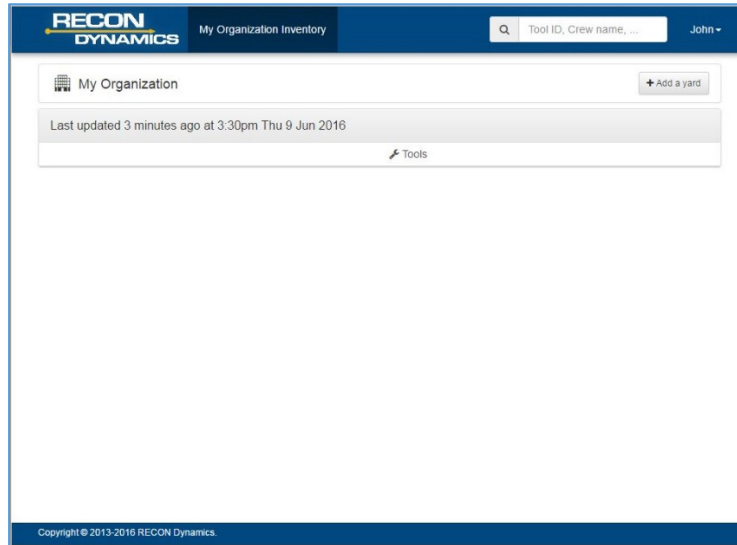 RECON
DYNAMICS
My Organization Inventory
Tool ID, Crew name, ...
John
My Organization
+ Add a yard
Last updated 3 minutes ago at 3:30pm Thu 9 Jun 2016
Tools
Copyright © 2013-2016 RECON Dynamics.